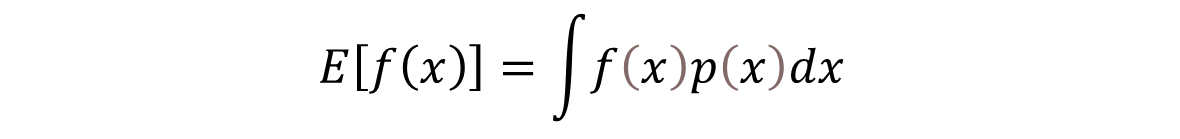 E[f(x)] = ∫f(x)p(x)dx